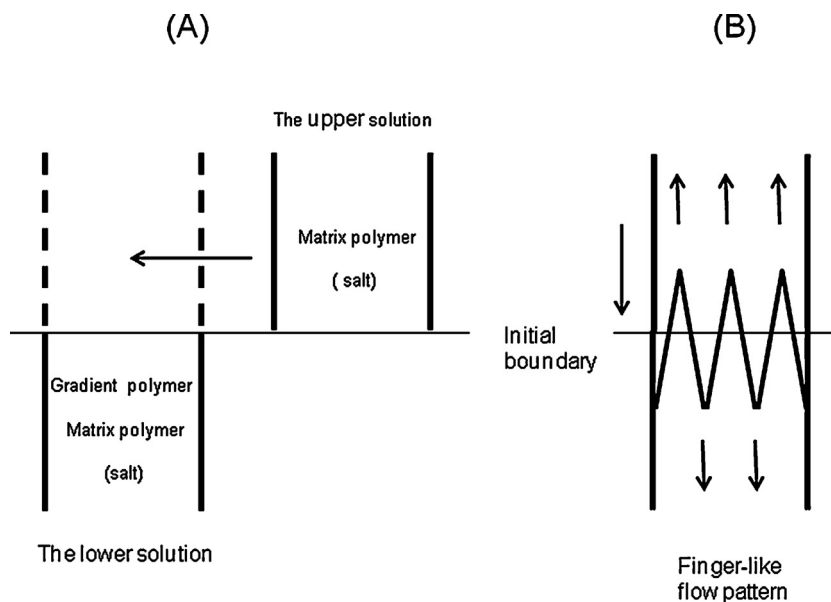 (A)
The upper solution
Matrix polymer
( salt)
Gradient polymer
Matrix polymer
(salt)
The lower solution
(B)
Initial
boundary
Finger-like
flow pattern